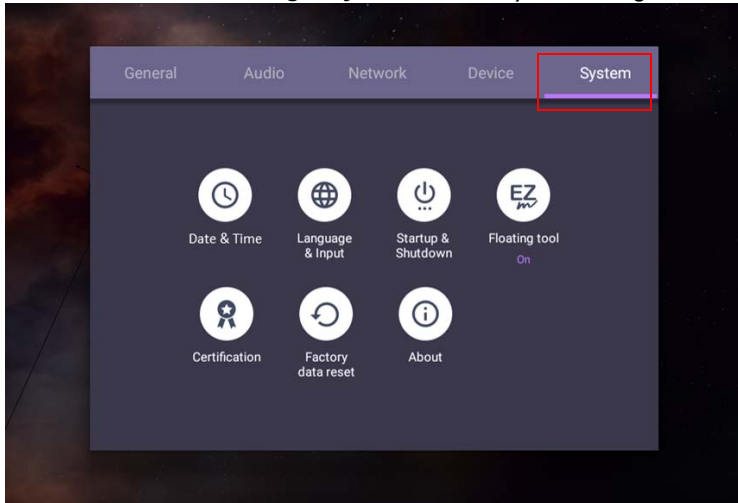 General Audio Network Device System
Date & Time
Language
& Input
Startup &
Shutdown
EZ
Floating tool
On
Certification
Factory
data reset
About